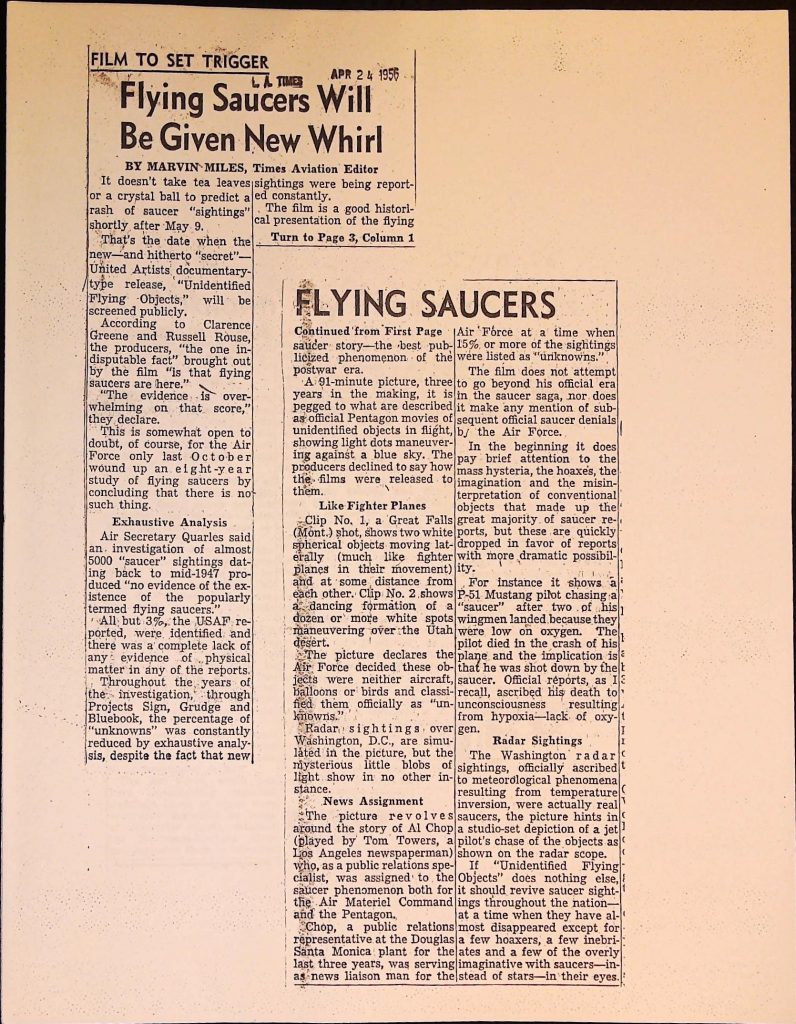 FILM TO SET TRIGGER
L. A. TIMES
APR 24 1956
Flying Saucers Will
Be Given New Whirl
BY MARVIN MILES, Times Aviation Editor
It doesn't take tea leaves
or a crystal ball to predict a
rash of saucer "sightings"
shortly after May 9.
That's the date when the
new—and hitherto "secret"—
United Artists documentary-
type release, "Unidentified
Flying Objects," will be
screened publicly.
According to Clarence
Greene and Russell Rouse,
the producers, "the one in-
disputable fact" brought out
by the film "is that flying
saucers are here."
"The evidence is over-
whelming on that score,"
they declare.
This is somewhat open to
doubt, of course, for the Air
Force only last October
wound up an eight-year
study of flying saucers by
concluding that there is no
such thing.
Exhaustive Analysis
Air Secretary Quarles said
an investigation of almost
5000 "saucer" sightings dat-
ing back to mid-1947 pro-
duced "no evidence of the ex-
istence of the popularly
termed flying saucers."
All but 3%, the USAF re-
ported, were identified and
there was a complete lack of
any evidence of physical
matter in any of the reports.
Throughout the years of
the investigation, through
Projects Sign, Grudge and
Bluebook, the percentage of
"unknowns" was constantly
reduced by exhaustive analy-
sis, despite the fact that new
sightings were being report-
ed constantly.
The film is a good histori-
cal presentation of the flying
Turn to Page 3, Column 1
FLYING SAUCERS
Continued from First Page
saucer story—the best pub-
licized phenomenon of the
postwar era.
A 91-minute picture, three
years in the making, it is
pegged to what are described
as official Pentagon movies of
unidentified objects in flight,
showing light dots maneuver-
ing against a blue sky. The
producers declined to say how
the films were released to
them.
Like Fighter Planes
Clip No. 1, a Great Falls
(Mont.) shot, shows two white
spherical objects moving lat-
erally (much like fighter
planes in their movement)
and at some distance from
each other. Clip No. 2 shows
a dancing formation of a
dozen or more white spots
maneuvering over the Utah
desert.
The picture declares the
Air Force decided these ob-
jects were neither aircraft,
balloons or birds and classi-
fied them officially as "un-
knowns."
Radar sightings over
Washington, D.C., are simu-
lated in the picture, but the
mysterious little blobs of
light show in no other in-
stance.
News Assignment
The picture revolves
around the story of Al Chop
(played by Tom Towers, a
Los Angeles newspaperman)
who, as a public relations spe-
cialist, was assigned to the
saucer phenomenon both for
the Air Materiel Command
and the Pentagon.
Chop, a public relations
representative at the Douglas
Santa Monica plant for the
last three years, was serving
as news liaison man for the
Air Force at a time when
15% or more of the sightings
were listed as "unknowns."
The film does not attempt
to go beyond his official era
in the saucer saga, nor does
it make any mention of sub-
sequent official saucer denials
by the Air Force.
In the beginning it does
pay brief attention to the
mass hysteria, the hoaxes, the
imagination and the misin-
terpretation of conventional
objects that made up the
great majority of saucer re-
ports, but these are quickly
dropped in favor of reports
with more dramatic possibil-
ity.
For instance it shows a
P-51 Mustang pilot chasing a
"saucer" after two of his
wingmen landed because they
were low on oxygen. The
pilot died in the crash of his
plane and the implication is
that he was shot down by the
saucer. Official reports, as I
recall, ascribed his death to
unconsciousness resulting
from hypoxia—lack of oxy-
gen.
Radar Sightings
The Washington radar
sightings, officially ascribed
to meteorological phenomena
resulting from temperature
inversion, were actually real
saucers, the picture hints in
a studio-set depiction of a jet
pilot's chase of the objects as
shown on the radar scope.
If "Unidentified Flying
Objects" does nothing else,
it should revive saucer sight-
ings throughout the nation—
at a time when they have al-
most disappeared except for
a few hoaxers, a few inebri-
ates and a few of the overly
imaginative with saucers—in-
stead of stars—in their eyes.